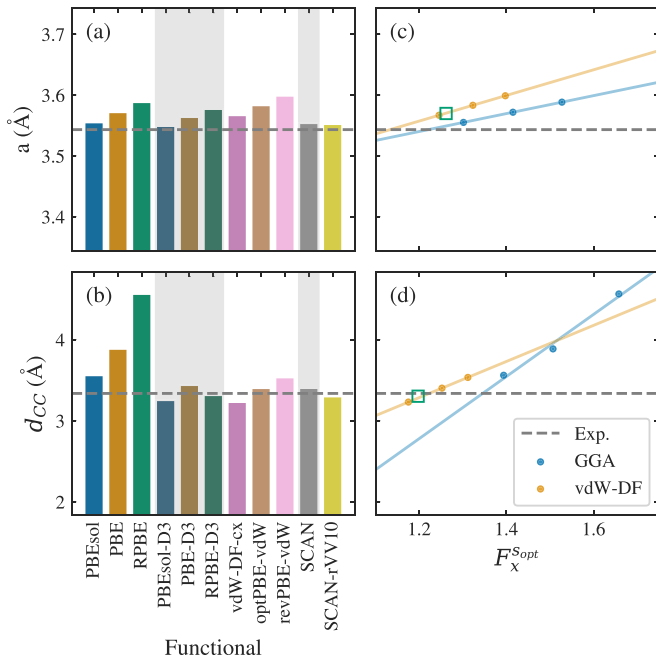 (a)
a (Å)
3.7
3.6
3.5
3.4
(c)
(b)
d_CC (Å)
4
3
2
PBEsol
PBE
RPBE
PBEsol-D3
PBE-D3
RPBE-D3
vdW-DF-cx
optPBE-vdW
revPBE-vdW
SCAN
SCAN-rVV10
Functional
(d)
Exp.
GGA
vdW-DF
1.2
1.4
1.6
F_x^{s_{opt}}